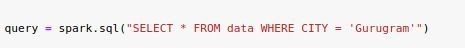 query = spark.sql("SELECT * FROM data WHERE CITY = 'Gurugram'")